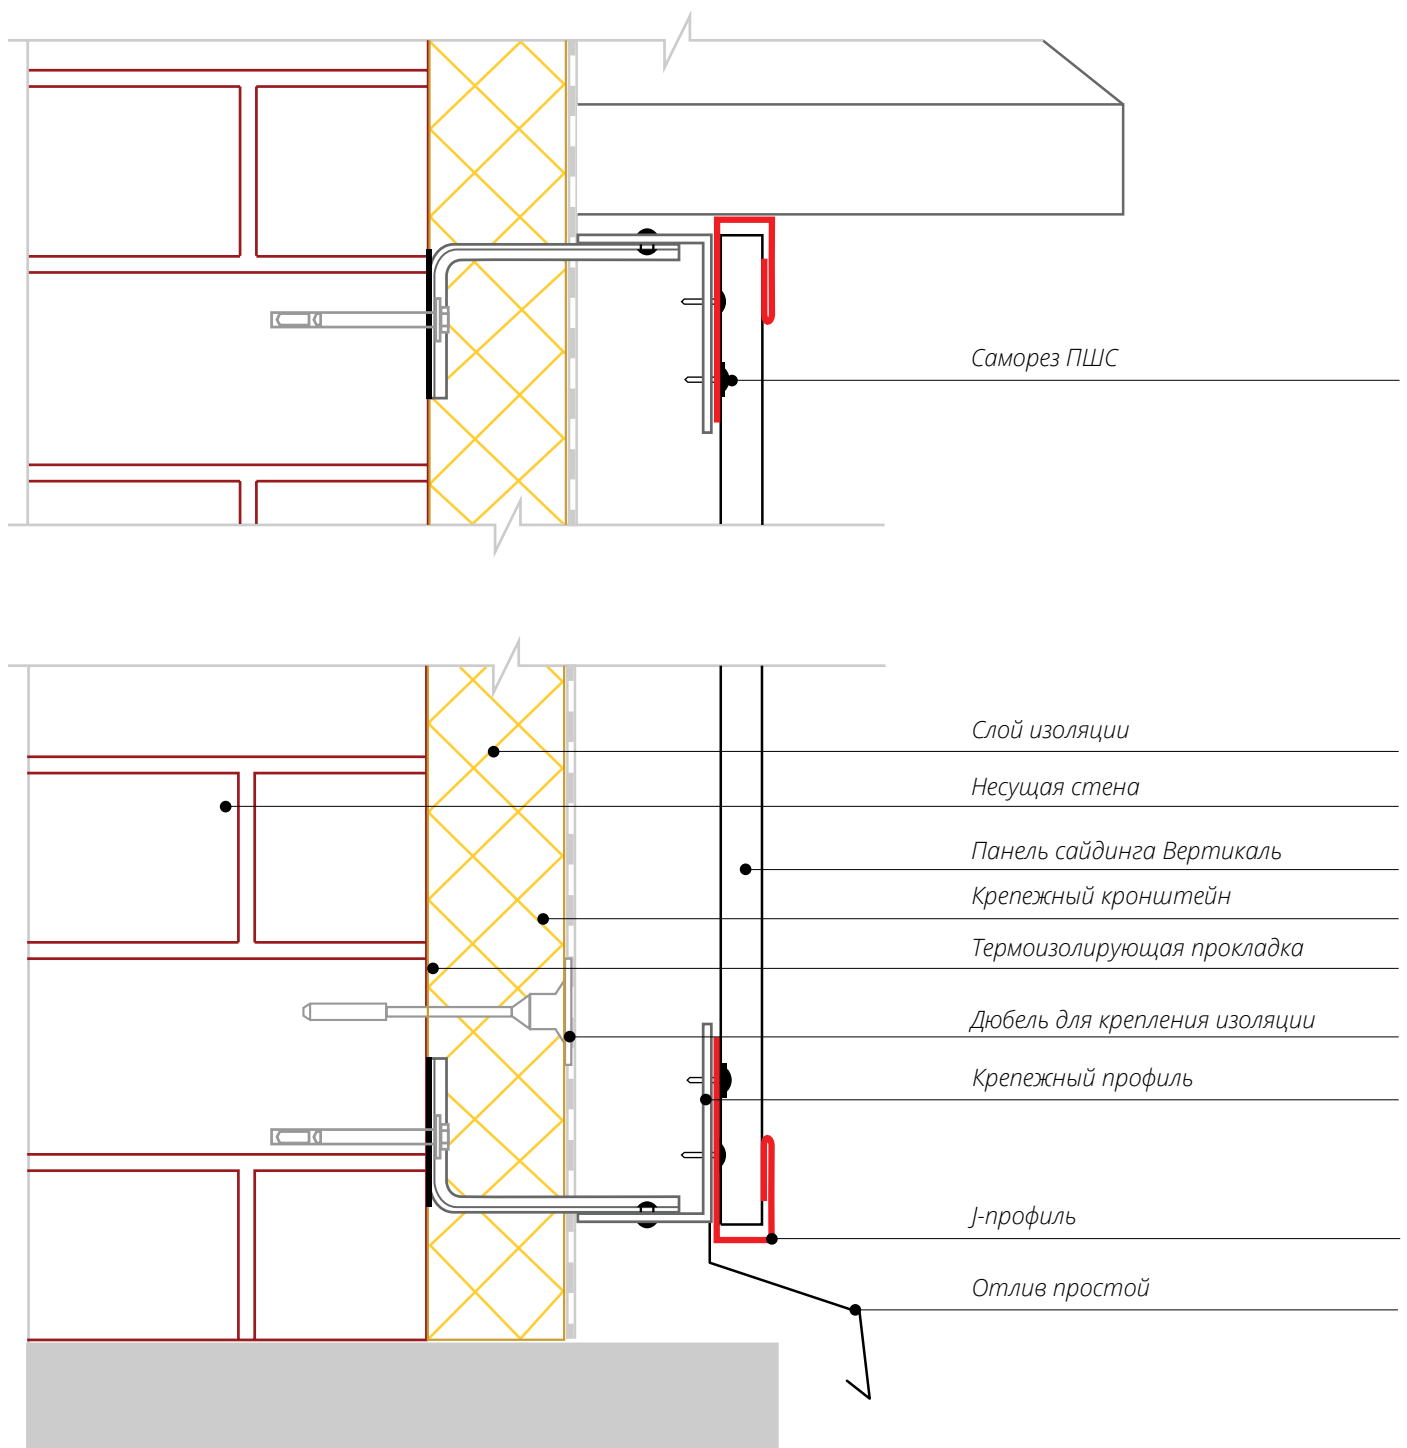 Саморез ПШС
Слой изоляции
Несущая стена
Панель сайдинга Вертикаль
Крепежный кронштейн
Термоизолирующая прокладка
Дюбель для крепления изоляции
Крепежный профиль
J-профиль
Отлив простой